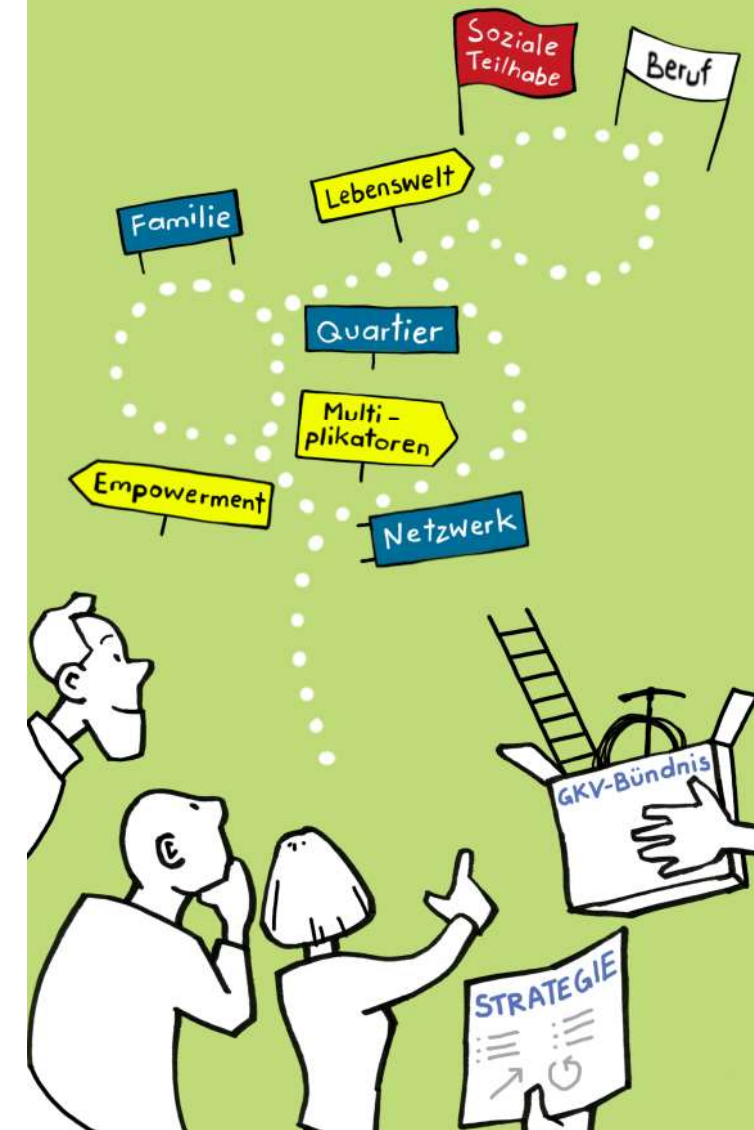 Soziale
Teilhabe
Beruf
Lebenswelt
Familie
Quartier
Multi-
plikatoren
Empowerment
Netzwerk
GKV-Bündnis
STRATEGIE